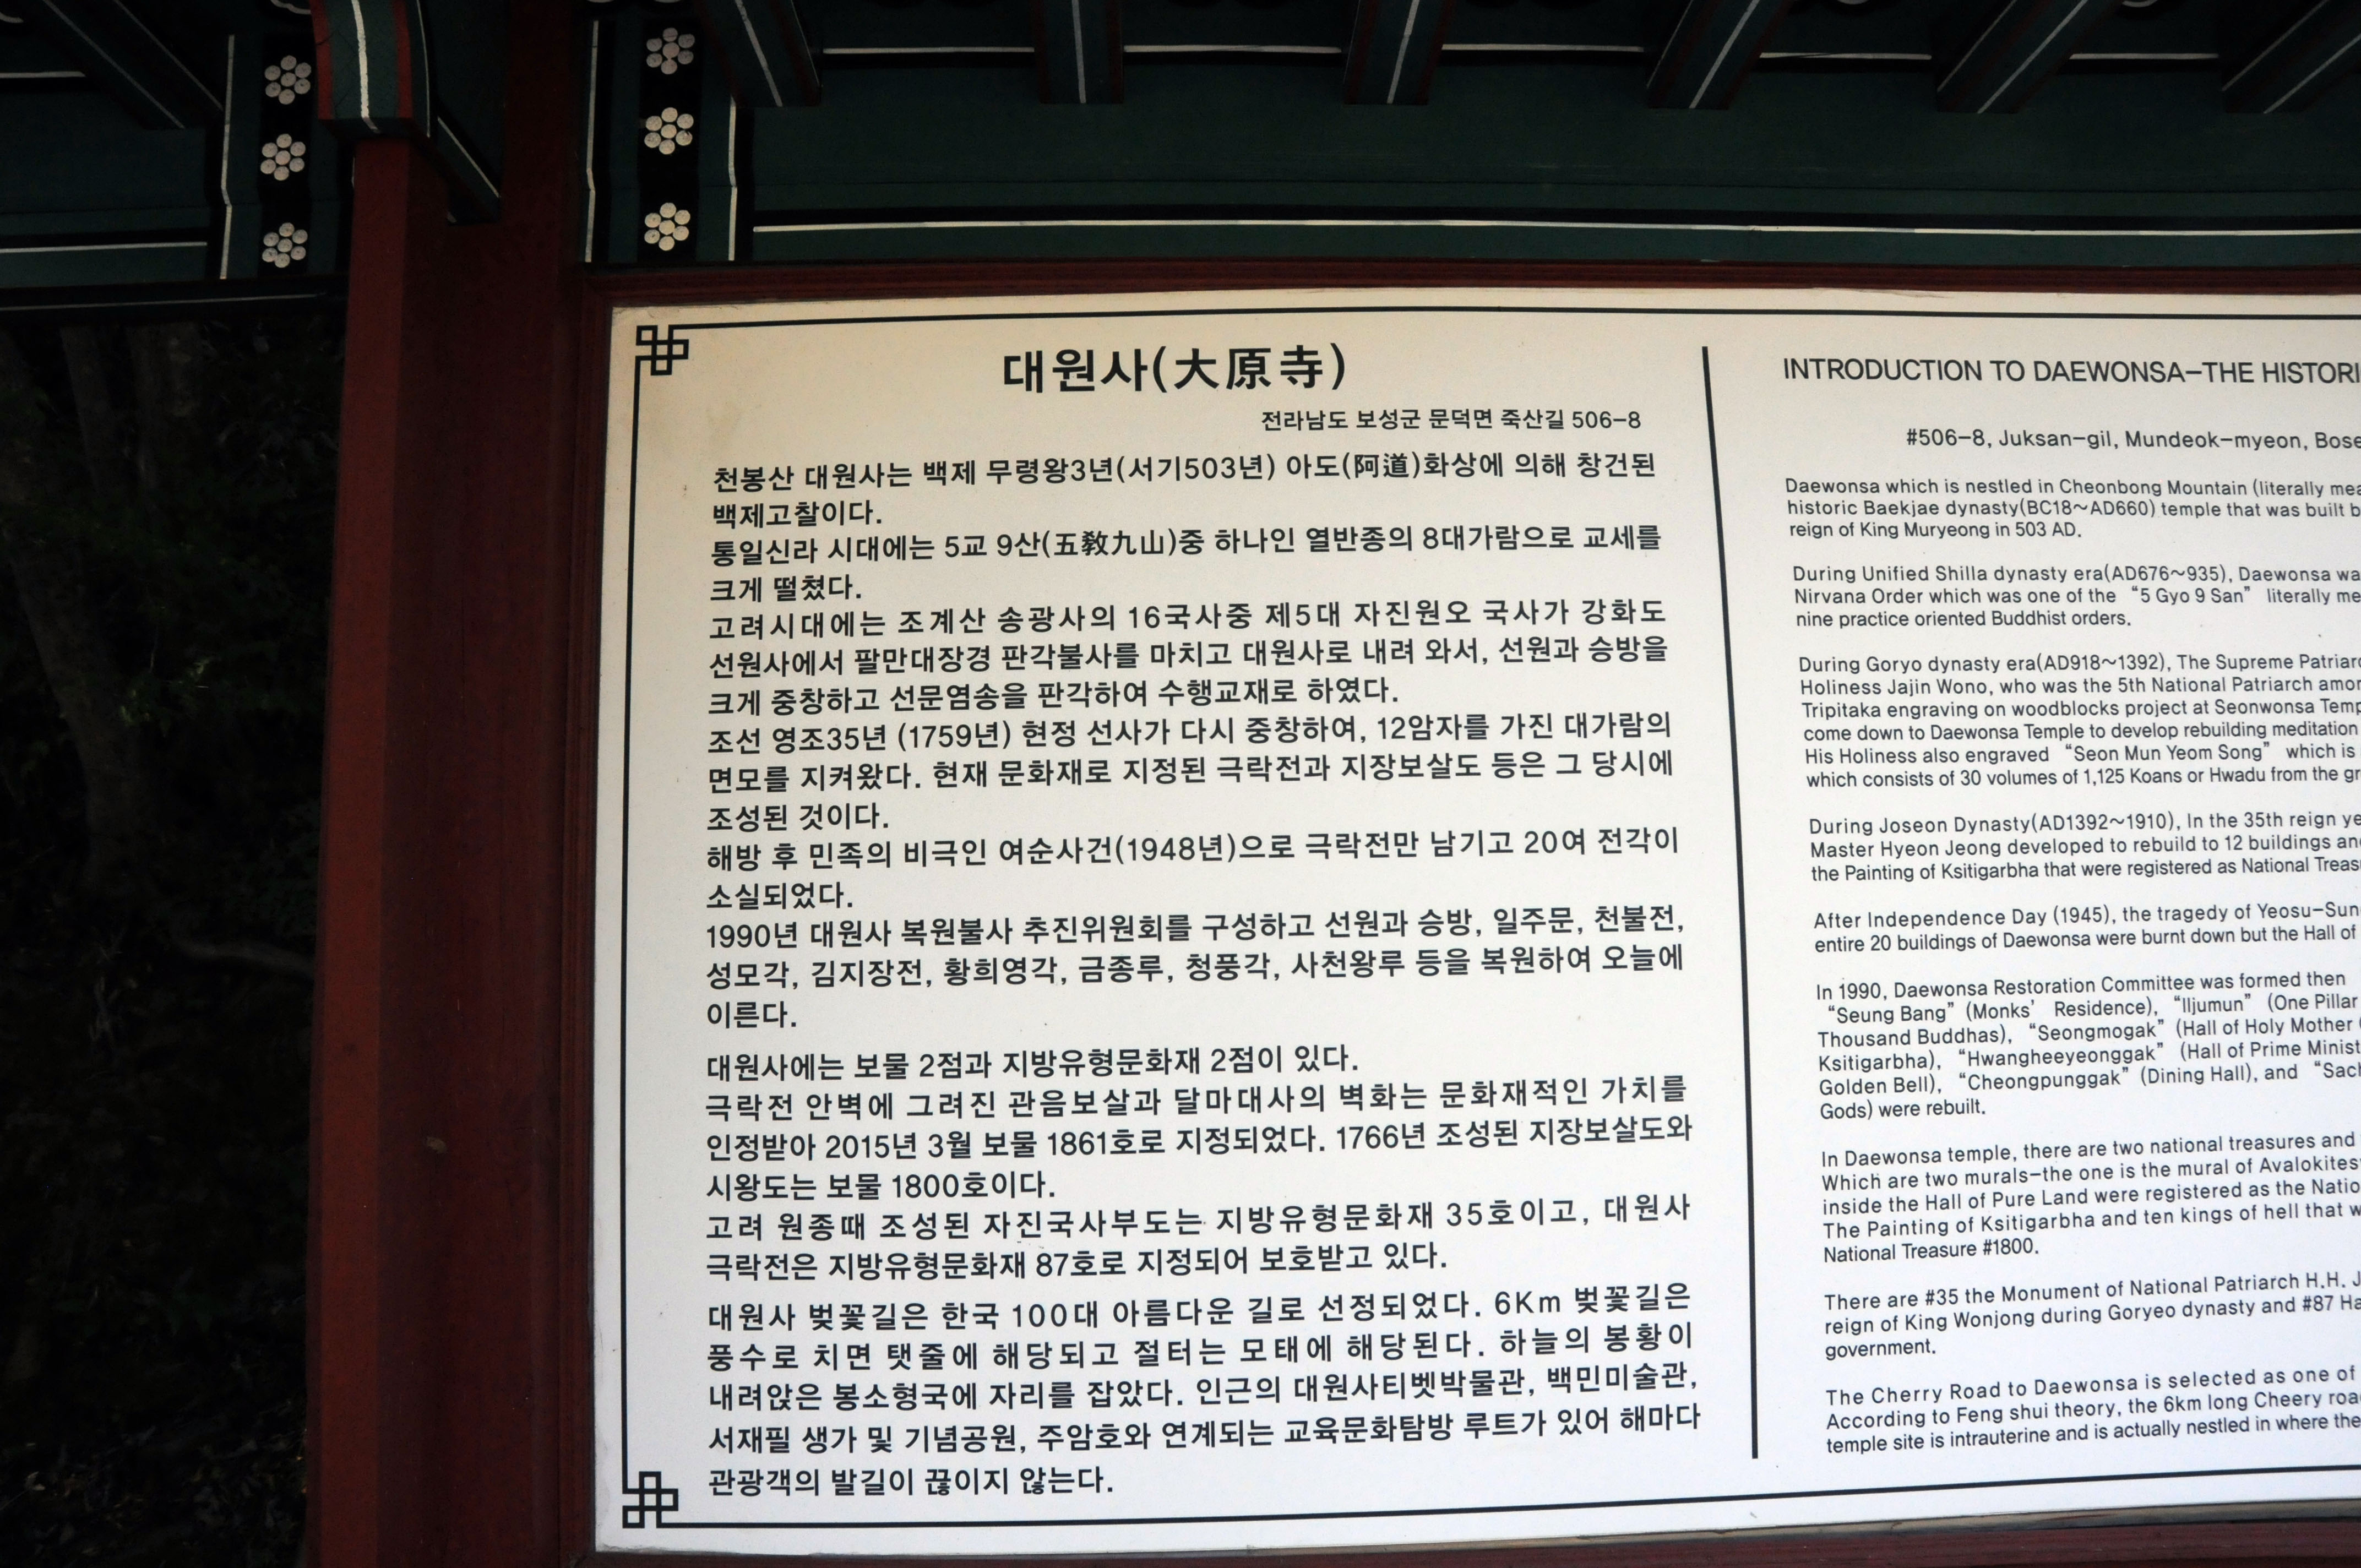 대원사(大原寺)
전라남도 보성군 문덕면 죽산길 506-8
천봉산 대원사는 백제 무령왕3년(서기503년) 아도(阿道)화상에 의해 창건된
백제고찰이다.
통일신라 시대에는 5교 9산(五敎九山)중 하나인 열반종의 8대가람으로 교세를
크게 떨쳤다.
고려시대에는 조계산 송광사의 16국사중 제5대 자진원오 국사가 강화도
선원사에서 팔만대장경 판각불사를 마치고 대원사로 내려 와서, 선원과 승방을
크게 중창하고 선문염송을 판각하여 수행교재로 하였다.
조선 영조35년 (1759년) 현정 선사가 다시 중창하여, 12암자를 가진 대가람의
면모를 지켜왔다. 현재 문화재로 지정된 극락전과 지장보살도 등은 그 당시에
조성된 것이다.
해방 후 민족의 비극인 여순사건(1948년)으로 극락전만 남기고 20여 전각이
소실되었다.
1990년 대원사 복원불사 추진위원회를 구성하고 선원과 승방, 일주문, 천불전,
성모각, 김지장전, 황희영각, 금종루, 청풍각, 사천왕루 등을 복원하여 오늘에
이른다.
대원사에는 보물 2점과 지방유형문화재 2점이 있다.
극락전 안벽에 그려진 관음보살과 달마대사의 벽화는 문화재적인 가치를
인정받아 2015년 3월 보물 1861호로 지정되었다. 1766년 조성된 지장보살도와
시왕도는 보물 1800호이다.
고려 원종때 조성된 자진국사부도는 지방유형문화재 35호이고, 대원사
극락전은 지방유형문화재 87호로 지정되어 보호받고 있다.
대원사 벚꽃길은 한국 100대 아름다운 길로 선정되었다. 6Km 벚꽃길은
풍수로 치면 탯줄에 해당되고 절터는 모태에 해당된다. 하늘의 봉황이
내려앉은 봉소형국에 자리를 잡았다. 인근의 대원사티벳박물관, 백민미술관,
서재필 생가 및 기념공원, 주암호와 연계되는 교육문화탐방 루트가 있어 해마다
관광객의 발길이 끊이지 않는다.
INTRODUCTION TO DAEWONSA-THE HISTORI
#506-8, Juksan-gil, Mundeok-myeon, Bose
Daewonsa which is nestled in Cheonbong Mountain (literally mea
historic Baekjae dynasty(BC18~AD660) temple that was built b
reign of King Muryeong in 503 AD.
During Unified Shilla dynasty era(AD676~935), Daewonsa wa
Nirvana Order which was one of the "5 Gyo 9 San" literally me
nine practice oriented Buddhist orders.
During Goryo dynasty era(AD918~1392), The Supreme Patriarc
Holiness Jajin Wono, who was the 5th National Patriarch amor
Tripitaka engraving on woodblocks project at Seonwonsa Temp
come down to Daewonsa Temple to develop rebuilding meditation
His Holiness also engraved "Seon Mun Yeom Song" which is
which consists of 30 volumes of 1,125 Koans or Hwadu from the gr
During Joseon Dynasty(AD1392~1910), In the 35th reign ye
Master Hyeon Jeong developed to rebuild to 12 buildings and
the Painting of Ksitigarbha that were registered as National Treas
After Independence Day (1945), the tragedy of Yeosu-Sun
entire 20 buildings of Daewonsa were burnt down but the Hall of
In 1990, Daewonsa Restoration Committee was formed then
"Seung Bang" (Monks' Residence), "Iljumun" (One Pillar
Thousand Buddhas), "Seongmogak" (Hall of Holy Mother
Ksitigarbha), "Hwangheeyeonggak" (Hall of Prime Minist
Golden Bell), "Cheongpunggak" (Dining Hall), and "Sach
Gods) were rebuilt.
In Daewonsa temple, there are two national treasures and
Which are two murals-the one is the mural of Avalokites
inside the Hall of Pure Land were registered as the Natio
The Painting of Ksitigarbha and ten kings of hell that w
National Treasure #1800.
There are #35 the Monument of National Patriarch H.H. J
reign of King Wonjong during Goryeo dynasty and #87 Ha
government.
The Cherry Road to Daewonsa is selected as one of
According to Feng shui theory, the 6km long Cheery roa
temple site is intrauterine and is actually nestled in where the